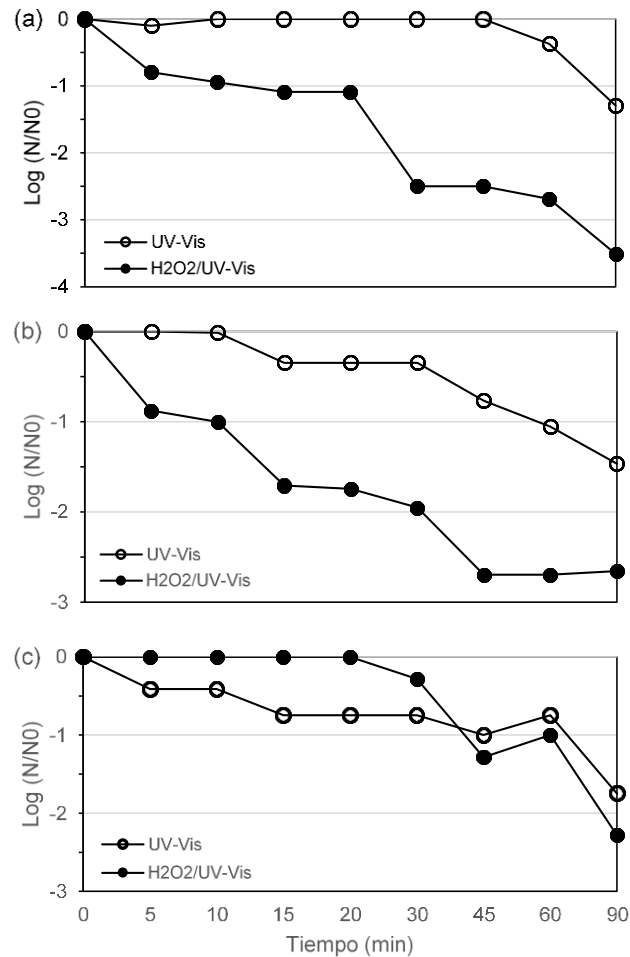 (a)
0
-1
-2
-3
-4
Log (N/N0)
UV-Vis
H2O2/UV-Vis
(b)
0
-1
-2
-3
Log (N/N0)
UV-Vis
H2O2/UV-Vis
(c)
0
-1
-2
-3
Log (N/N0)
UV-Vis
H2O2/UV-Vis
0 5 10 15 20 30 45 60 90
Tiempo (min)